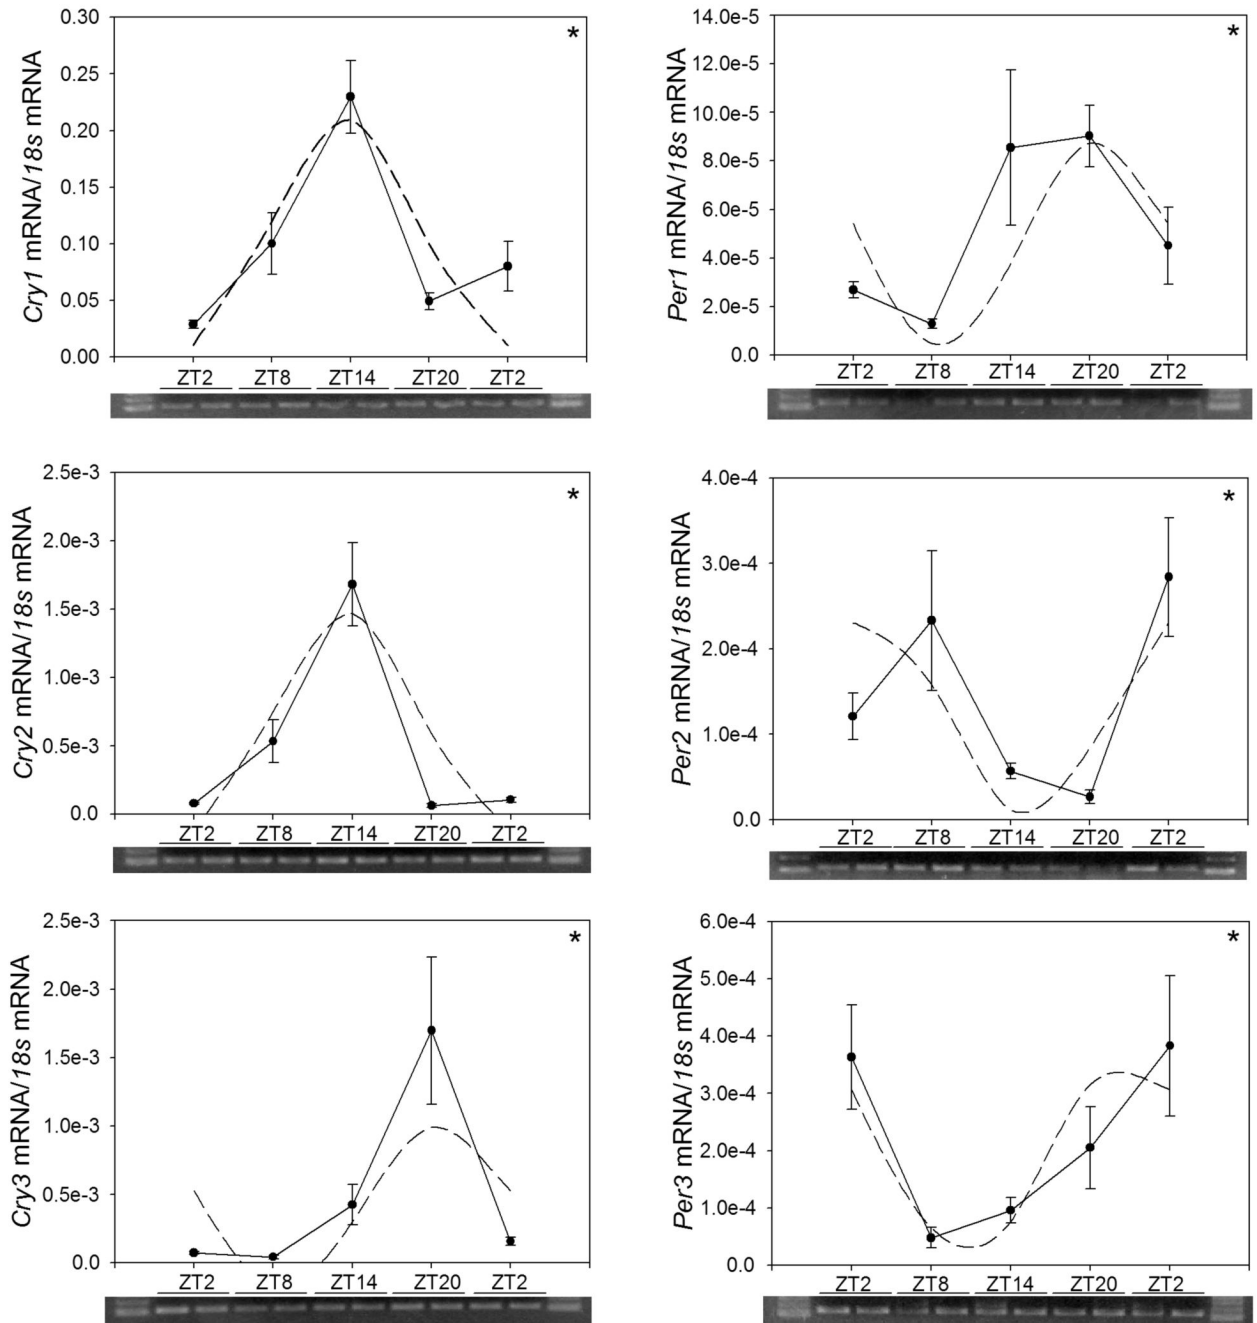 Cry1 mRNA/18s mRNA
0.30
0.25
0.20
0.15
0.10
0.05
0.00
*
ZT2 ZT8 ZT14 ZT20 ZT2
Per1 mRNA/18s mRNA
14.0e-5
12.0e-5
10.0e-5
8.0e-5
6.0e-5
4.0e-5
2.0e-5
0.0
*
ZT2 ZT8 ZT14 ZT20 ZT2
Cry2 mRNA/18s mRNA
2.5e-3
2.0e-3
1.5e-3
1.0e-3
0.5e-3
0.0
*
ZT2 ZT8 ZT14 ZT20 ZT2
Per2 mRNA/18s mRNA
4.0e-4
3.0e-4
2.0e-4
1.0e-4
0.0
*
ZT2 ZT8 ZT14 ZT20 ZT2
Cry3 mRNA/18s mRNA
2.5e-3
2.0e-3
1.5e-3
1.0e-3
0.5e-3
0.0
*
ZT2 ZT8 ZT14 ZT20 ZT2
Per3 mRNA/18s mRNA
6.0e-4
5.0e-4
4.0e-4
3.0e-4
2.0e-4
1.0e-4
0.0
*
ZT2 ZT8 ZT14 ZT20 ZT2